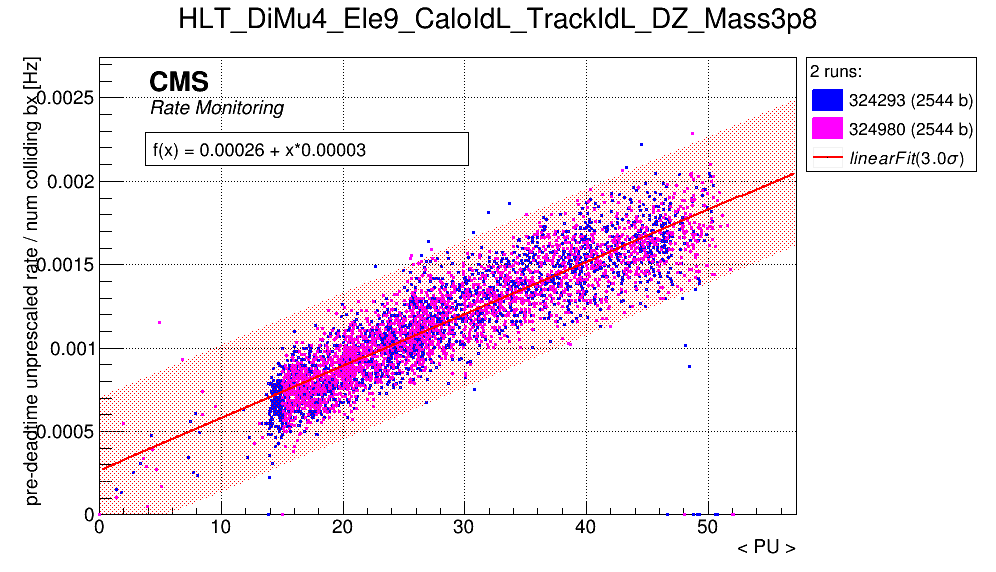 HLT_DiMu4_Ele9_CaloIdL_TrackIdL_DZ_Mass3p8
CMS
Rate Monitoring
f(x) = 0.00026 + x*0.00003
2 runs:
324293 (2544 b)
324980 (2544 b)
linearFit(3.0σ)
pre-deadtime unprescaled rate / num colliding bx [Hz]
0.0025
0.002
0.0015
0.001
0.0005
0
0 10 20 30 40 50
< PU >